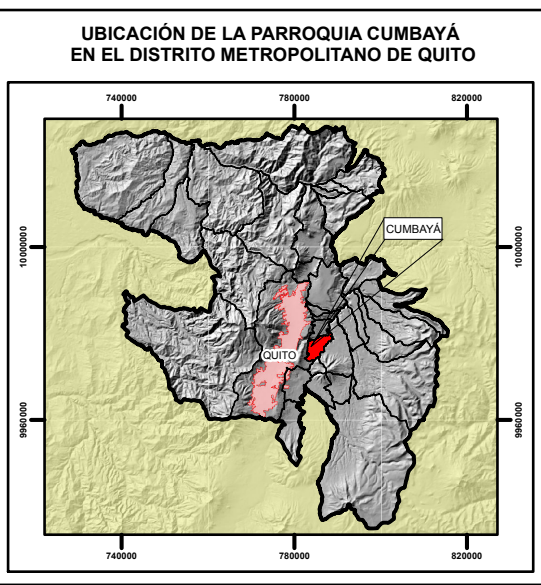 UBICACIÓN DE LA PARROQUIA CUMBAYÁ
EN EL DISTRITO METROPOLITANO DE QUITO
740000
780000
820000
10000000
10000000
CUMBAYÁ
QUITO
9960000
9960000
740000
780000
820000